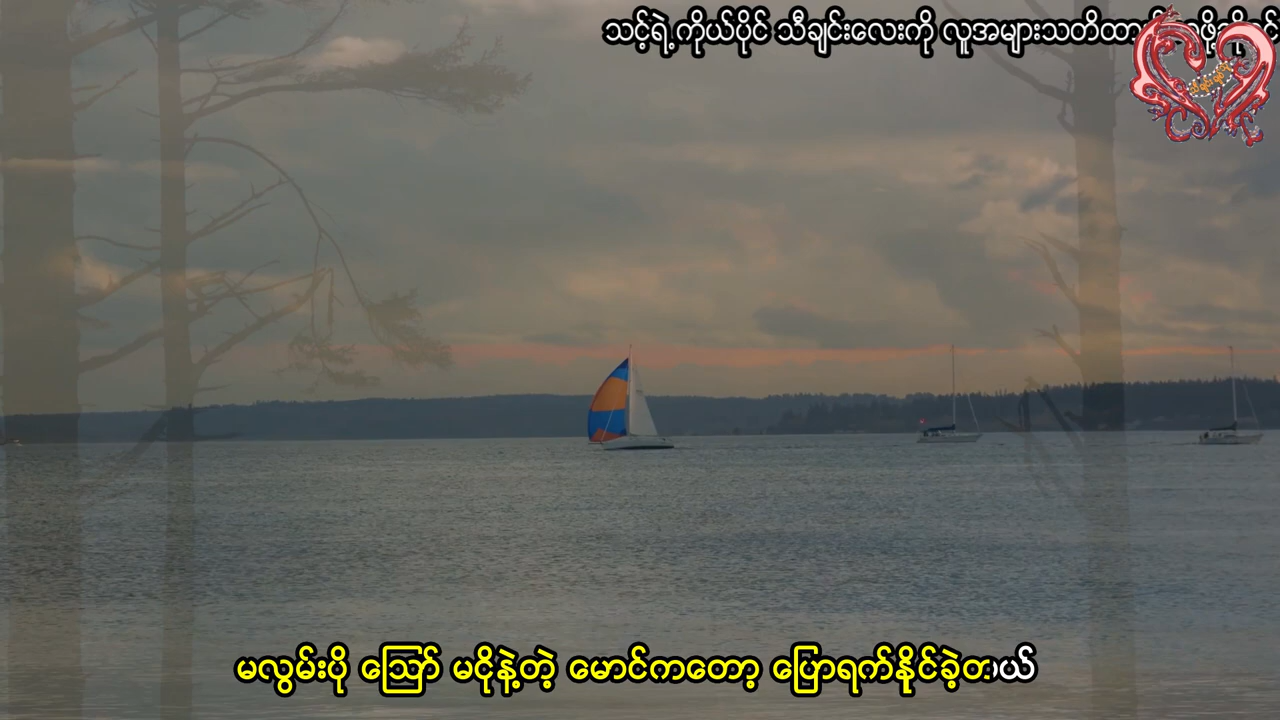 သင့်ရဲ့ကိုယ်ပိုင် သီချင်းလေးကို လူအများသတိထာ
မလွမ်းပို ဩော် မငိုနဲ့တဲ့ မောင်ကတော့ ပြောရက်နိုင်ခဲ့တယ်